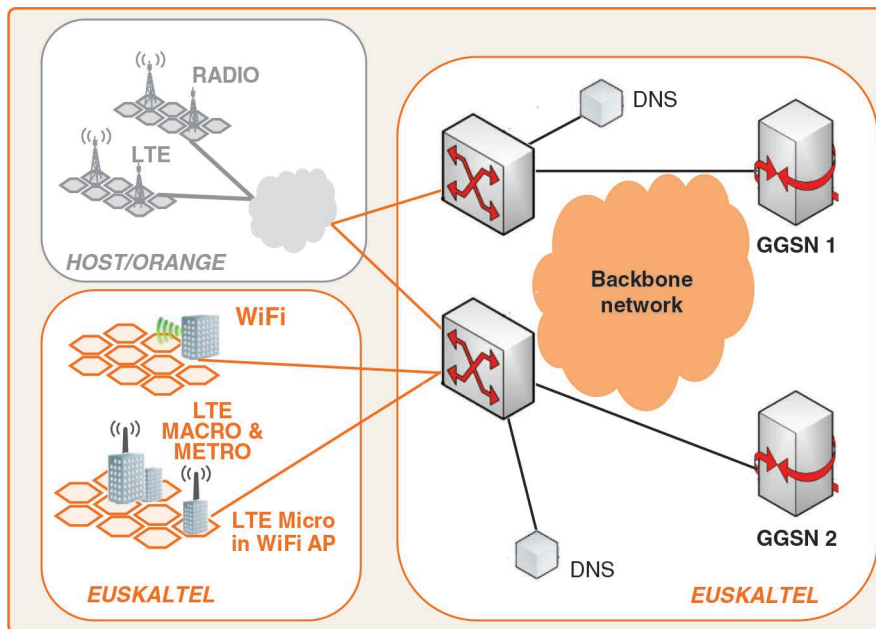 RADIO
LTE
HOST/ORANGE
WiFi
LTE
MACRO &
METRO
LTE Micro
in WiFi AP
EUSKALTEL
DNS
GGSN 1
Backbone
network
GGSN 2
DNS
EUSKALTEL